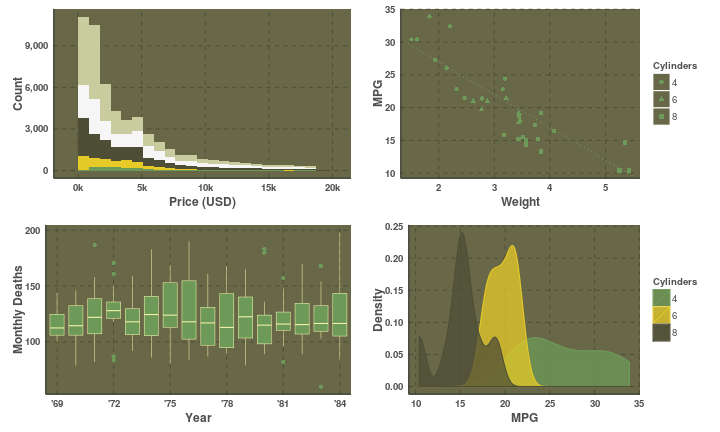 9,000
6,000
3,000
0
Count
0k
5k
10k
15k
20k
Price (USD)
35
30
25
20
15
10
MPG
2
3
4
5
Weight
Cylinders
4
6
8
200
150
100
Monthly Deaths
'69
'72
'75
'78
'81
'84
Year
0.25
0.20
0.15
0.10
0.05
0.00
Density
10
15
20
25
30
35
MPG
Cylinders
4
6
8